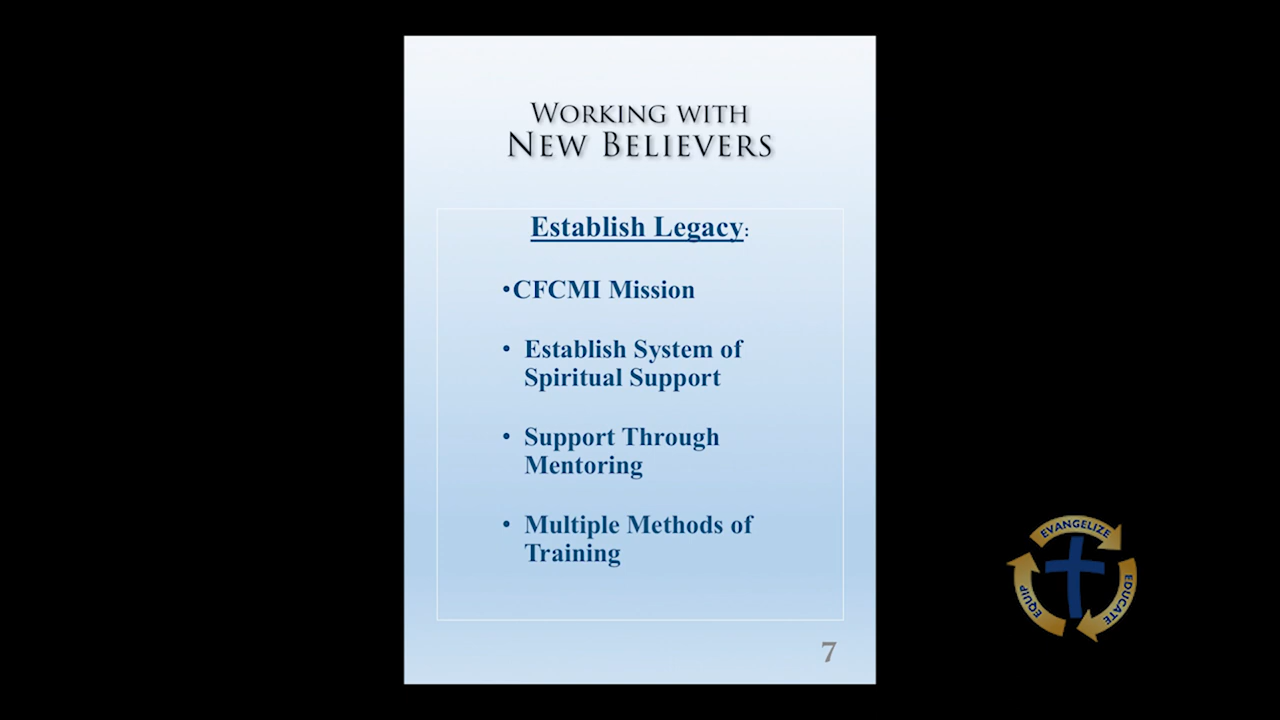 WORKING WITH
NEW BELIEVERS
Establish Legacy:
•CFCMI Mission
• Establish System of
Spiritual Support
• Support Through
Mentoring
• Multiple Methods of
Training
7
EVANGELIZE
EDUCATE
EQUIP